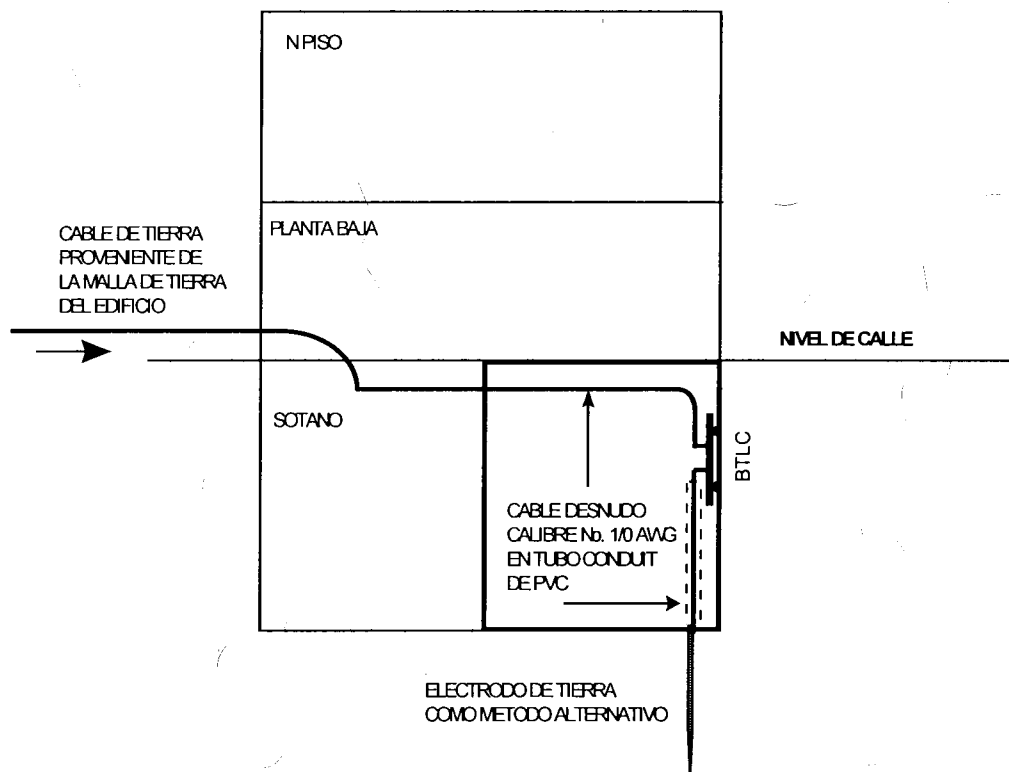 N PISO
PLANTA BAJA
CABLE DE TIERRA
PROVENIENTE DE
LA MALLA DE TIERRA
DEL EDIFICIO
NIVEL DE CALLE
SOTANO
BTLC
CABLE DESNUDO
CALIBRE No. 1/0 AWG
EN TUBO CONDUIT
DE PVC
ELECTRODO DE TIERRA
COMO METODO ALTERNATIVO